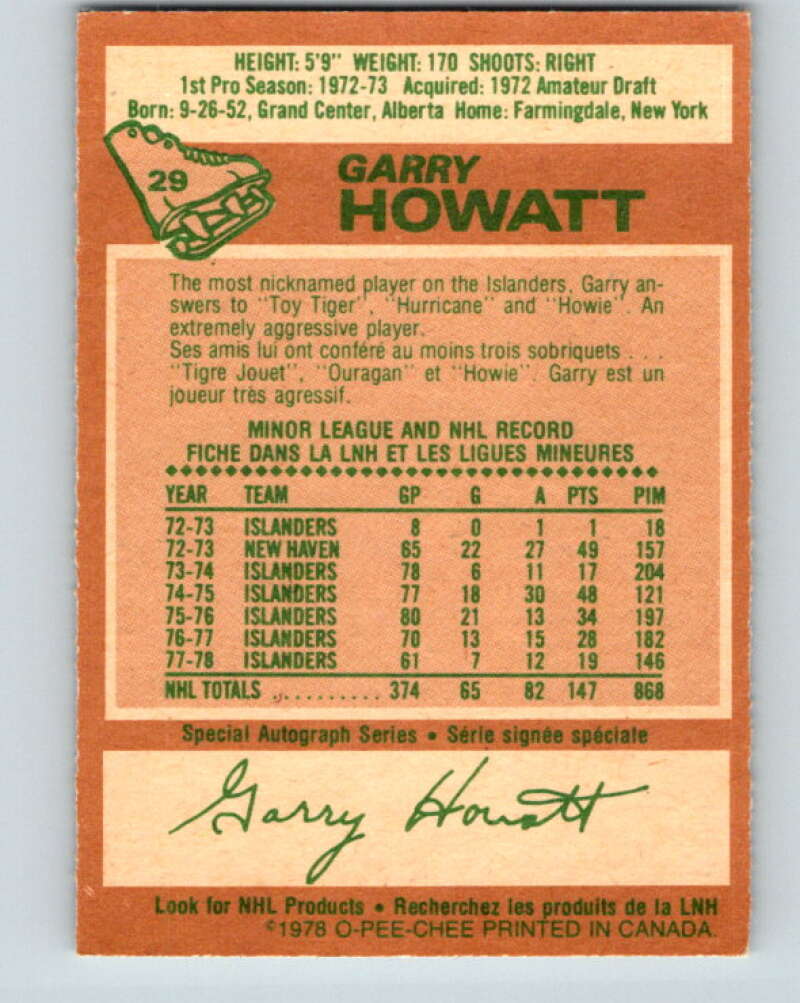 HEIGHT: 5'9" WEIGHT: 170 SHOOTS: RIGHT
1st Pro Season: 1972-73 Acquired: 1972 Amateur Draft
Born: 9-26-52, Grand Center, Alberta Home: Farmingdale, New York
29
GARRY
HOWATT
The most nicknamed player on the Islanders, Garry an-
swers to "Toy Tiger", "Hurricane" and "Howie". An
extremely aggressive player.
Ses amis lui ont conféré au moins trois sobriquets . . .
"Tigre Jouet", "Ouragan" et "Howie". Garry est un
joueur très agressif.
MINOR LEAGUE AND NHL RECORD
FICHE DANS LA LNH ET LES LIGUES MINEURES
YEAR TEAM GP G A PTS PIM
72-73 ISLANDERS 8 0 1 1 18
72-73 NEW HAVEN 65 22 27 49 157
73-74 ISLANDERS 78 6 11 17 204
74-75 ISLANDERS 77 18 30 48 121
75-76 ISLANDERS 80 21 13 34 197
76-77 ISLANDERS 70 13 15 28 182
77-78 ISLANDERS 61 7 12 19 146
NHL TOTALS .......... 374 65 82 147 868
Special Autograph Series • Série signée spéciale
Garry Howatt
Look for NHL Products • Recherchez les produits de la LNH
©1978 O-PEE-CHEE PRINTED IN CANADA.